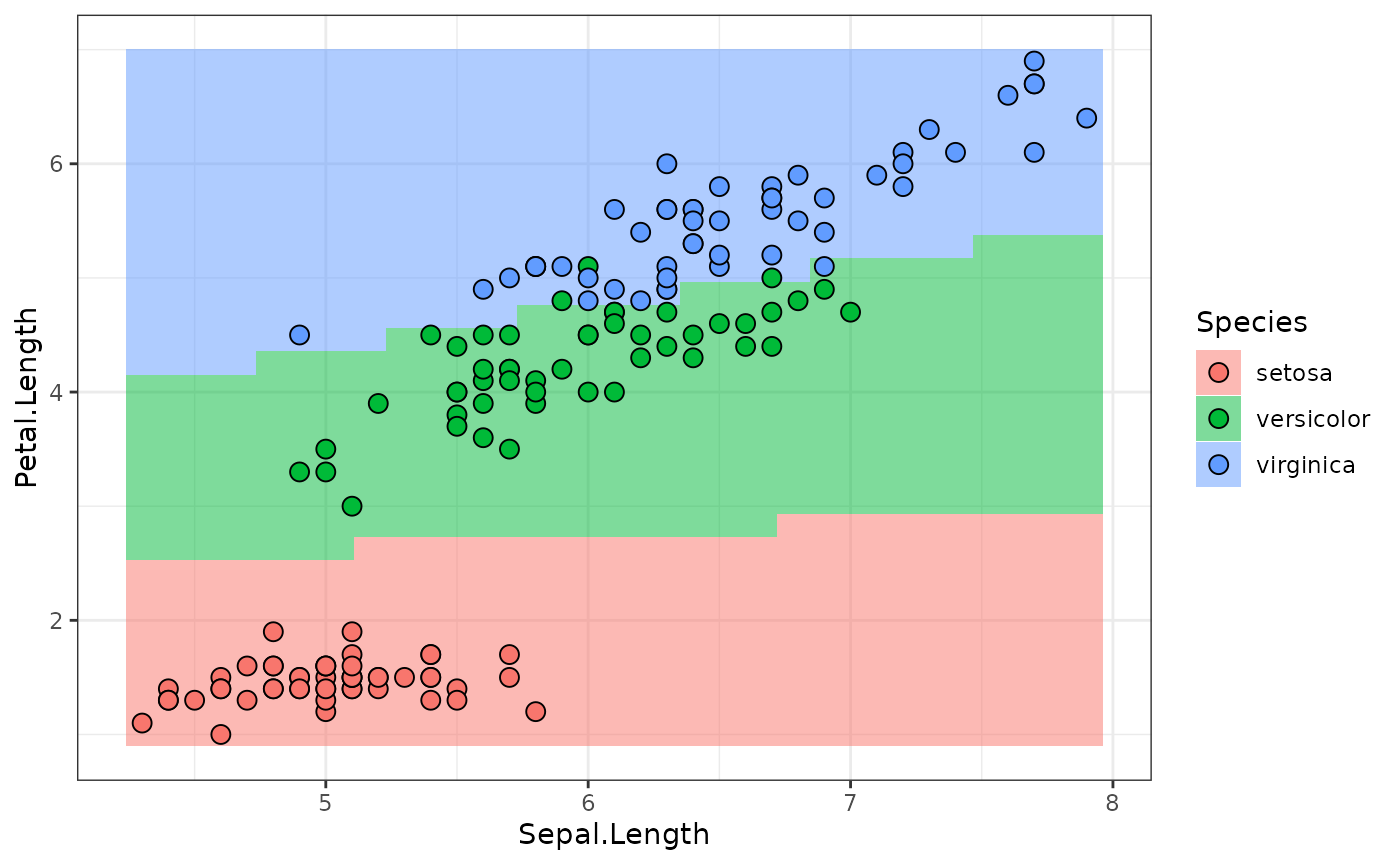 6
4
2
5 6 7 8
Petal.Length
Sepal.Length
Species
setosa
versicolor
virginica